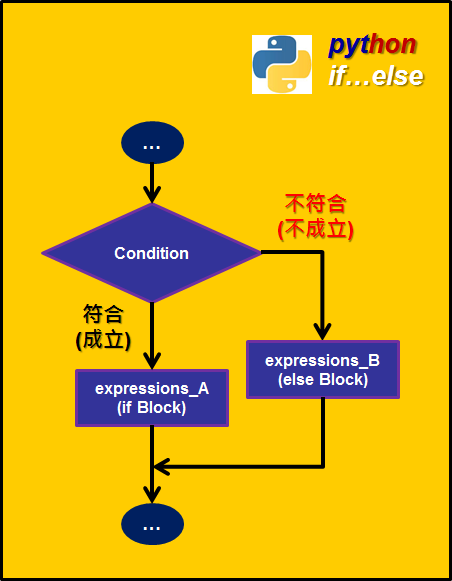 python
if…else
…
Condition
不符合
(不成立)
符合
(成立)
expressions_B
(else Block)
expressions_A
(if Block)
…